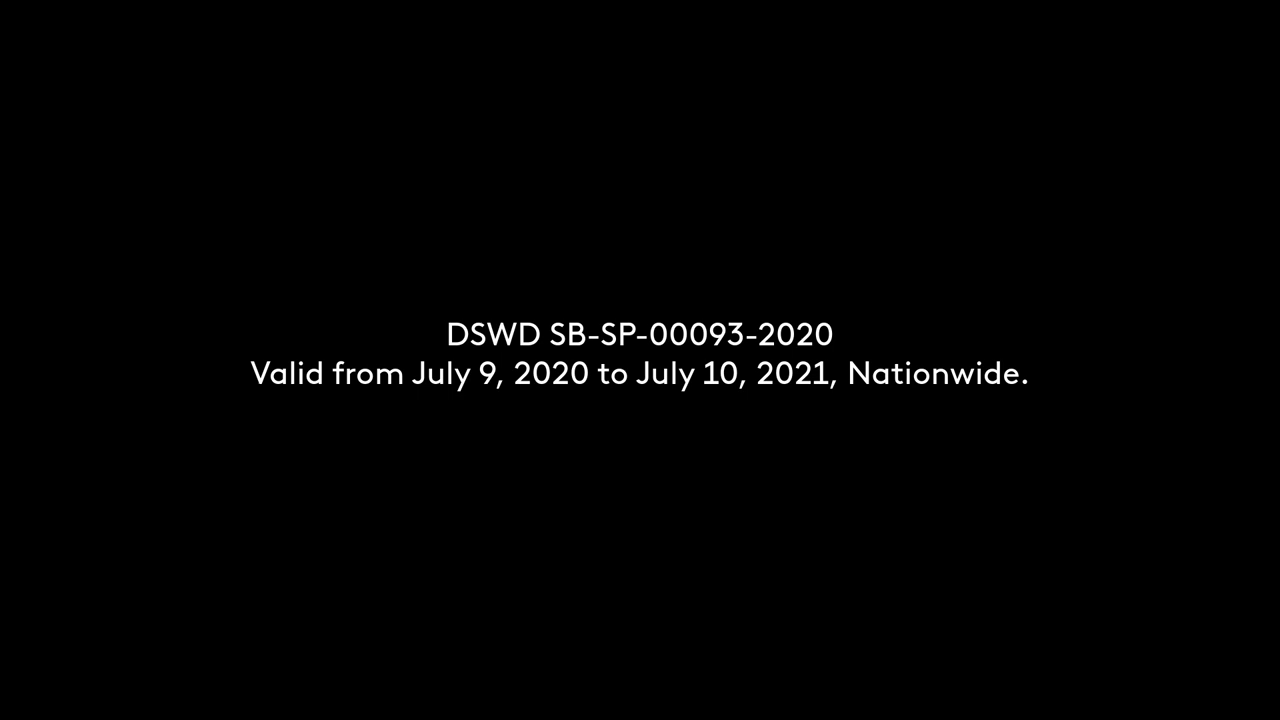 DSWD SB-SP-00093-2020
Valid from July 9, 2020 to July 10, 2021, Nationwide.